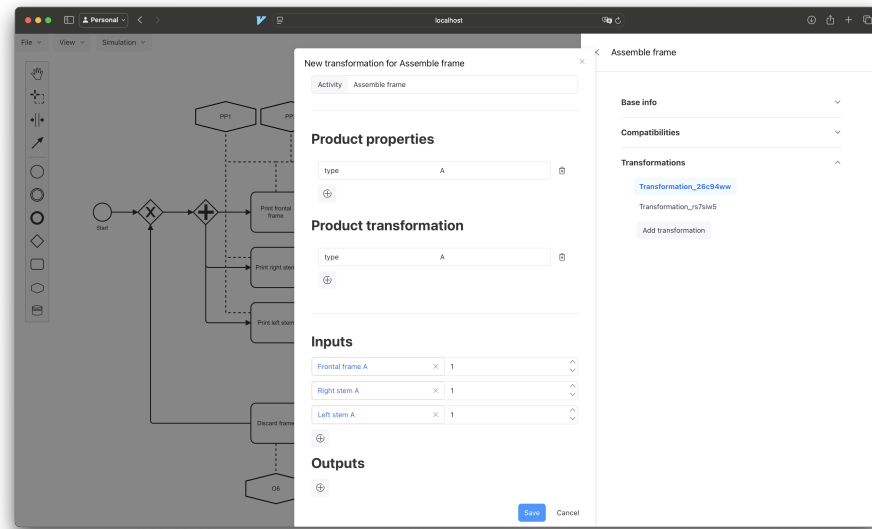 Personal
localhost
File View Simulation
PP1
PP
Start
Print frontal
frame
Print right stem
Print left stem
Discard frame
O6
New transformation for Assemble frame
Activity Assemble frame
Product properties
type A
Product transformation
type A
Inputs
Frontal frame A 1
Right stem A 1
Left stem A 1
Outputs
Save Cancel
Assemble frame
Base info
Compatibilities
Transformations
Transformation_26c94ww
Transformation_rs7siw5
Add transformation